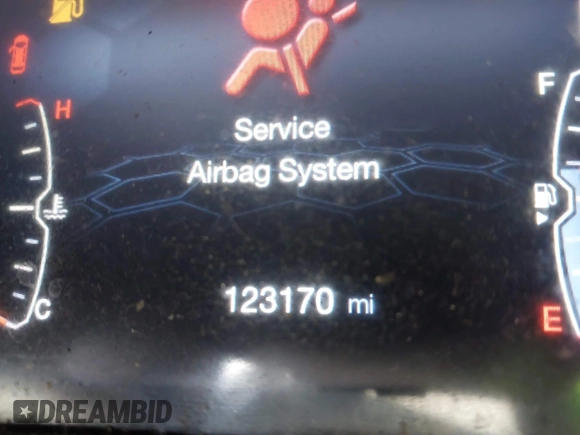 H
F
Service
Airbag System
C
123170 mi
E
DREAMBID